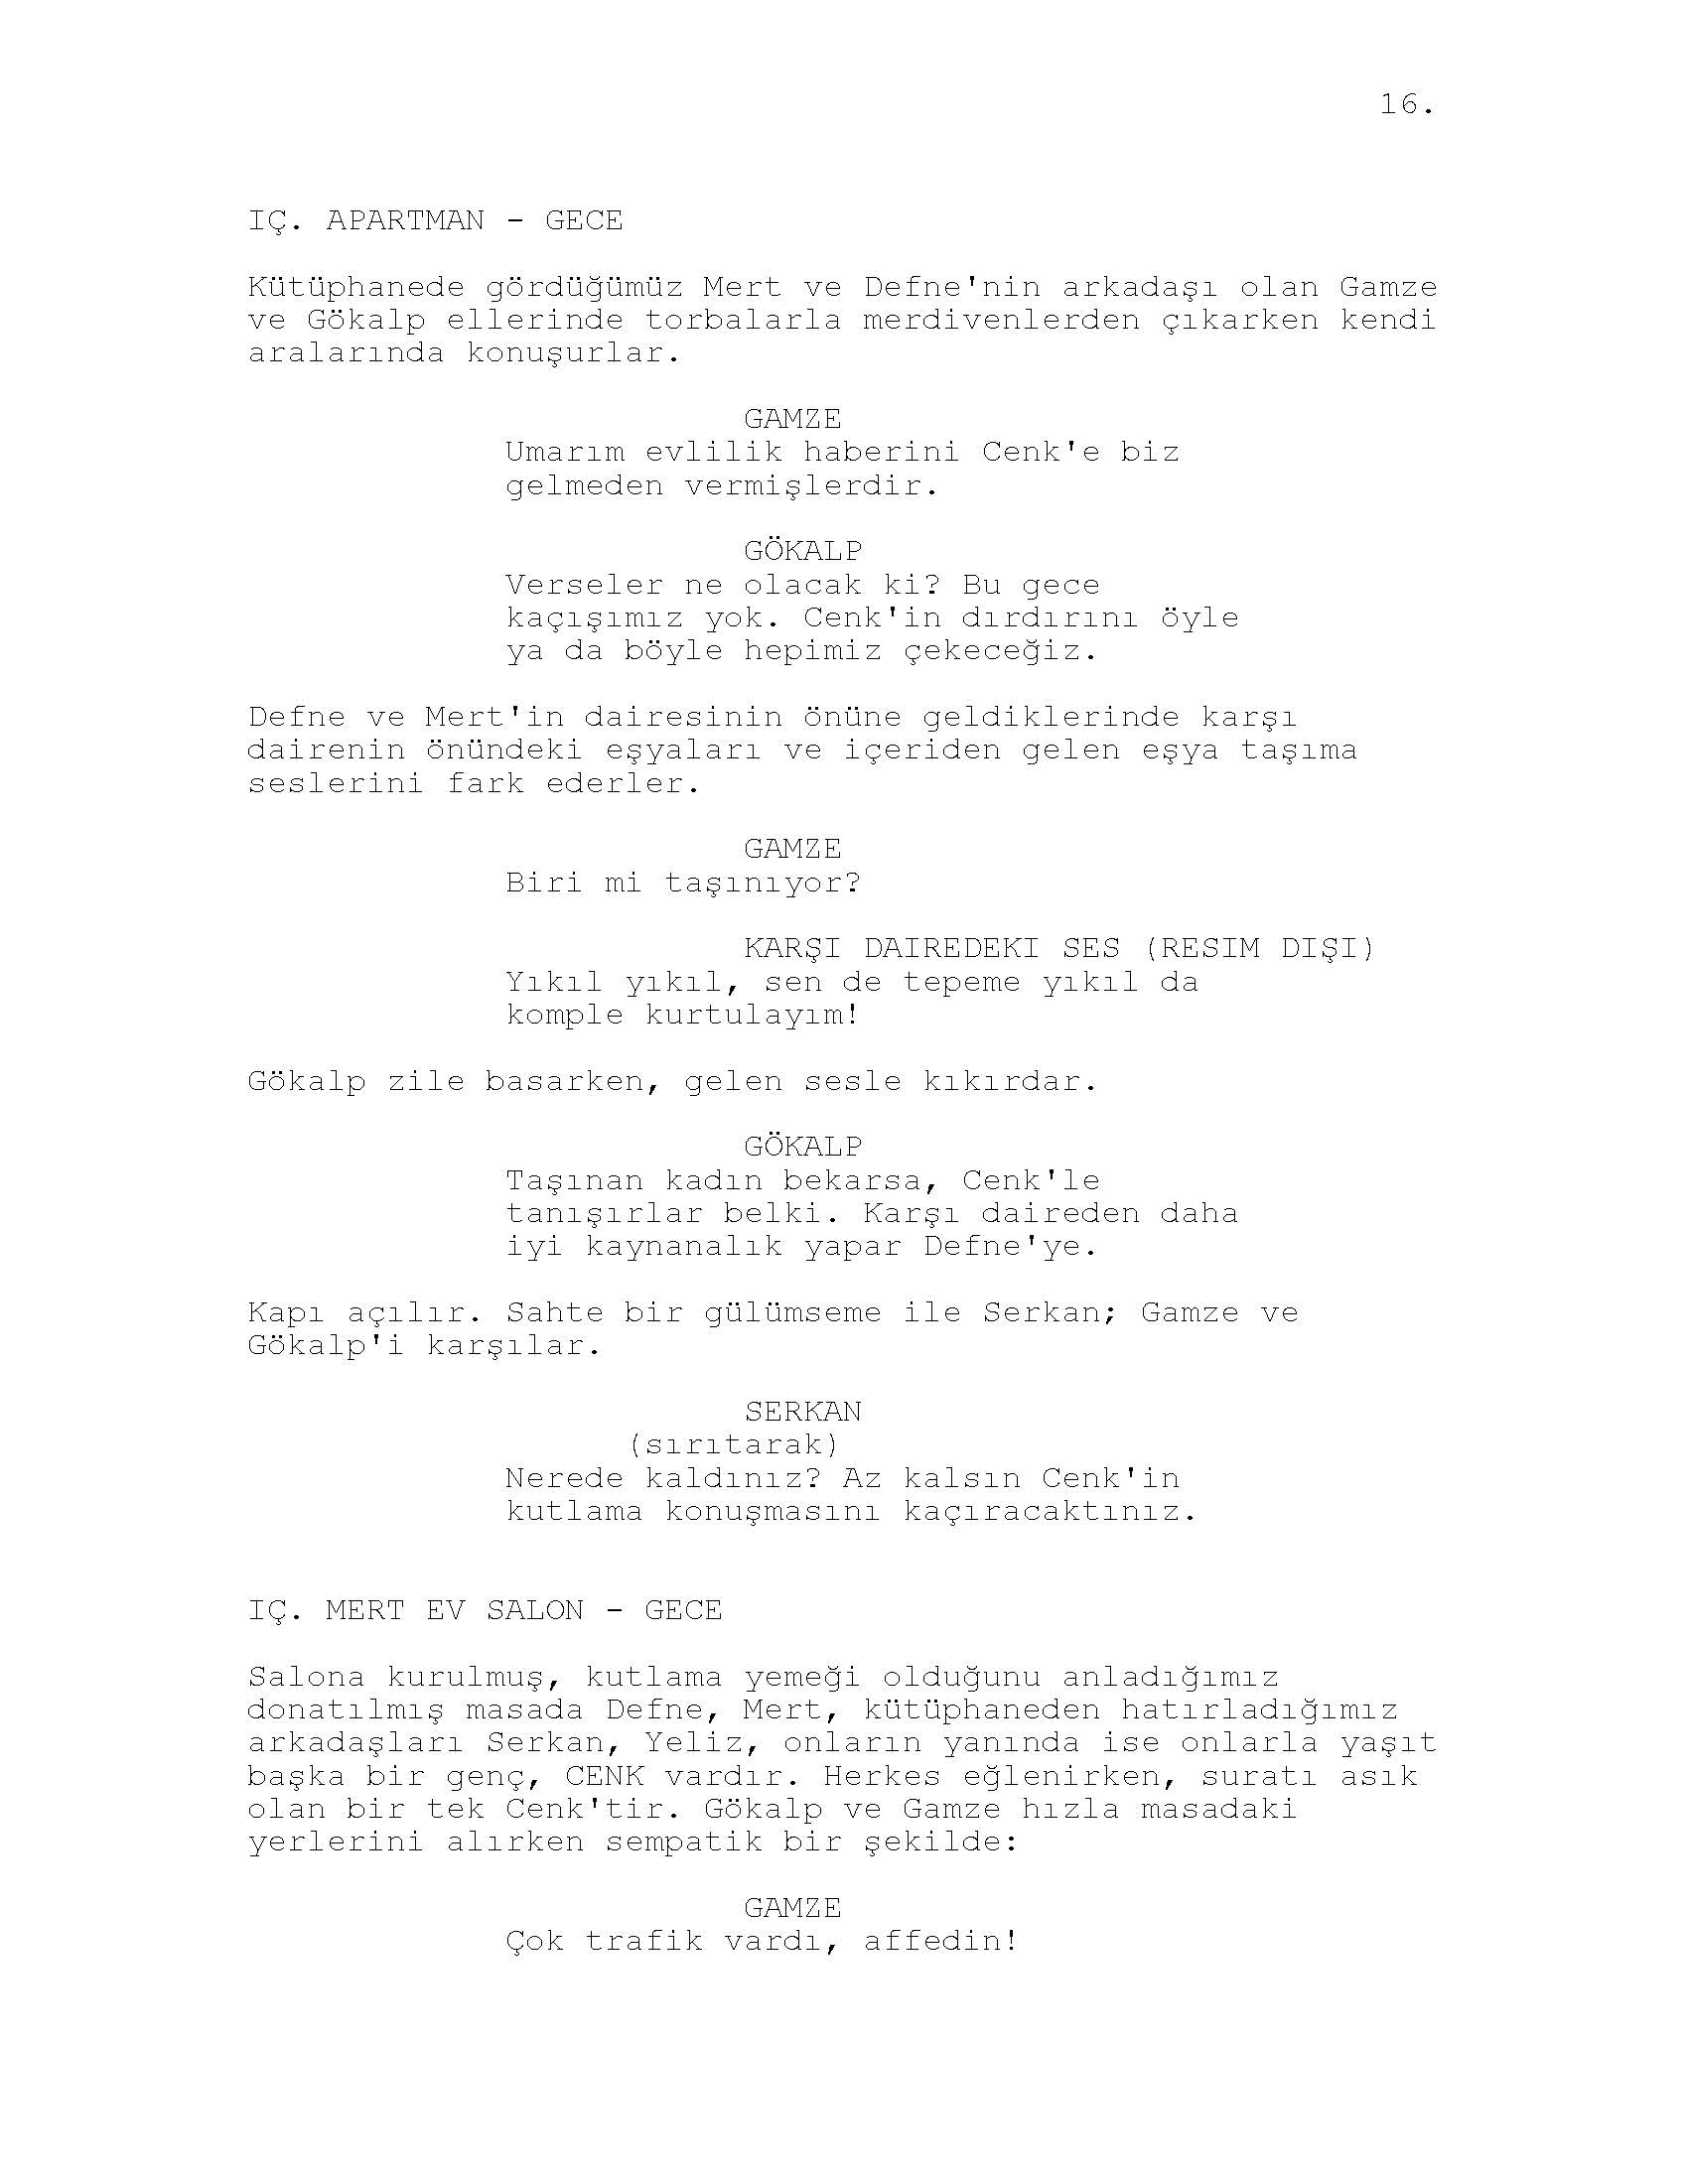 16.
IÇ. APARTMAN - GECE
Kütüphanede gördüğümüz Mert ve Defne'nin arkadaşı olan Gamze
ve Gökalp ellerinde torbalarla merdivenlerden çıkarken kendi
aralarında konuşurlar.
GAMZE
Umarım evlilik haberini Cenk'e biz
gelmeden vermişlerdir.
GÖKALP
Verseler ne olacak ki? Bu gece
kaçışımız yok. Cenk'in dırdırını öyle
ya da böyle hepimiz çekeceğiz.
Defne ve Mert'in dairesinin önüne geldiklerinde karşı
dairenin önündeki eşyaları ve içeriden gelen eşya taşıma
seslerini fark ederler.
GAMZE
Biri mi taşınıyor?
KARŞI DAIREDEKI SES (RESIM DIŞI)
Yıkıl yıkıl, sen de tepeme yıkıl da
komple kurtulayım!
Gökalp zile basarken, gelen sesle kıkırdar.
GÖKALP
Taşınan kadın bekarsa, Cenk'le
tanışırlar belki. Karşı daireden daha
iyi kaynanalık yapar Defne'ye.
Kapı açılır. Sahte bir gülümseme ile Serkan; Gamze ve
Gökalp'i karşılar.
SERKAN
(sırıtarak)
Nerede kaldınız? Az kalsın Cenk'in
kutlama konuşmasını kaçıracaktınız.
IÇ. MERT EV SALON - GECE
Salona kurulmuş, kutlama yemeği olduğunu anladığımız
donatılmış masada Defne, Mert, kütüphaneden hatırladığımız
arkadaşları Serkan, Yeliz, onların yanında ise onlarla yaşıt
başka bir genç, CENK vardır. Herkes eğlenirken, suratı asık
olan bir tek Cenk'tir. Gökalp ve Gamze hızla masadaki
yerlerini alırken sempatik bir şekilde:
GAMZE
Çok trafik vardı, affedin!